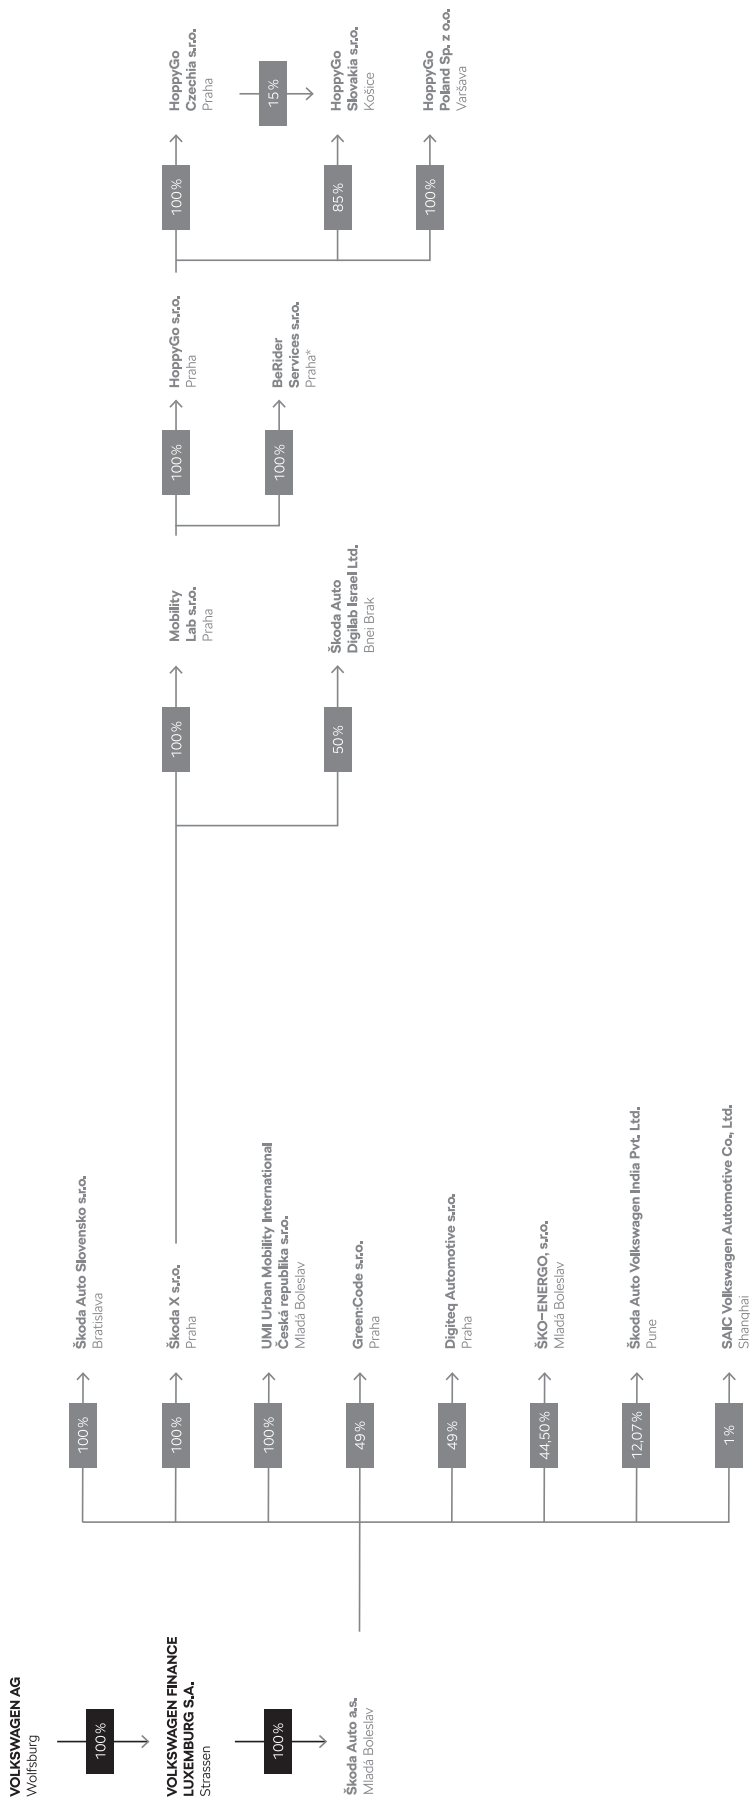 VOLKSWAGEN AG
Wolfsburg
100%
VOLKSWAGEN FINANCE
LUXEMBURG S.A.
Strassen
100%
Škoda Auto a.s.
Mladá Boleslav
100%
Škoda Auto Slovensko s.r.o.
Bratislava
100%
Škoda X s.r.o.
Praha
100%
UMI Urban Mobility International
Česká republika s.r.o.
Mladá Boleslav
49%
Green:Code s.r.o.
Praha
49%
Digiteq Automotive s.r.o.
Praha
44,50%
ŠKO–ENERGO, s.r.o.
Mladá Boleslav
12,07%
Škoda Auto Volkswagen India Pvt. Ltd.
Pune
1%
SAIC Volkswagen Automotive Co., Ltd.
Shanghai
100%
Mobility
Lab s.r.o.
Praha
50%
Škoda Auto
Digilab Israel Ltd.
Bnei Brak
100%
HoppyGo s.r.o.
Praha
100%
BeRider
Services s.r.o.
Praha*
100%
HoppyGo
Czechia s.r.o.
Praha
15%
85%
HoppyGo
Slovakia s.r.o.
Košice
100%
HoppyGo
Poland Sp. z o.o.
Varšava